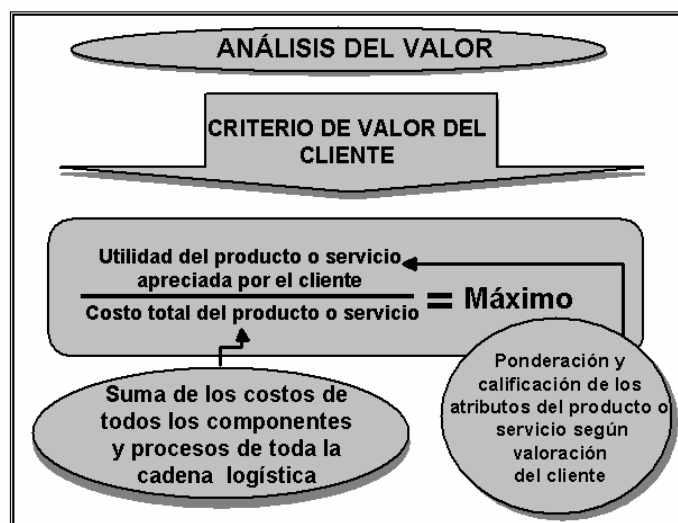 ANÁLISIS DEL VALOR
CRITERIO DE VALOR DEL
CLIENTE
Utilidad del producto o servicio
apreciada por el cliente
Costo total del producto o servicio
= Máximo
Suma de los costos de
todos los componentes
y procesos de toda la
cadena logística
Ponderación y
calificación de los
atributos del producto o
servicio según
valoración
del cliente